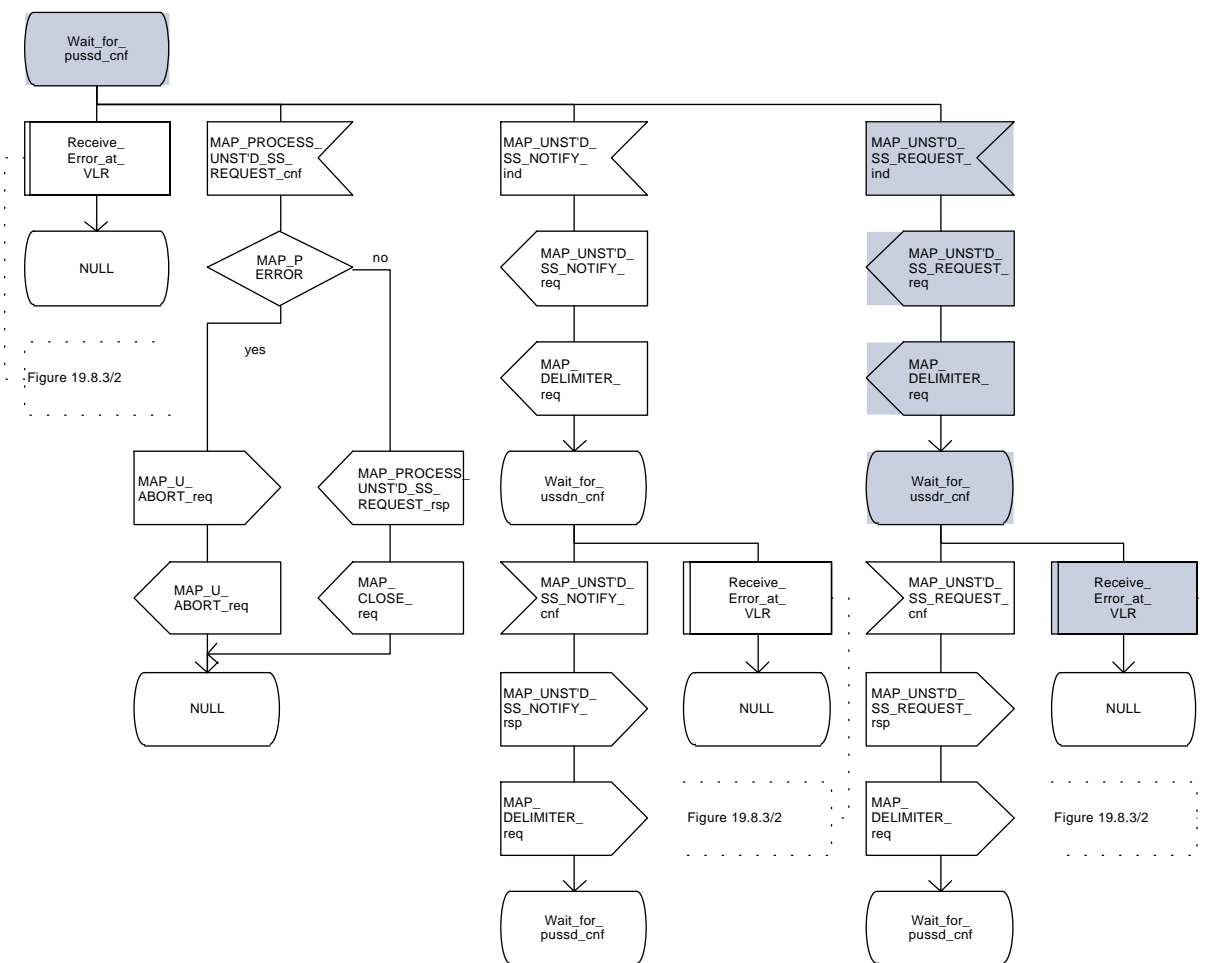 Wait_for_
pussd_cnf
Receive_
Error_at_
VLR
MAP_PROCESS_
UNST'D_SS_
REQUEST_cnf
MAP_UNST'D_
SS_NOTIFY_
ind
MAP_UNST'D_
SS_REQUEST_
ind
NULL
MAP_P
ERROR
no
yes
MAP_UNST'D_
SS_NOTIFY_
req
MAP_UNST'D_
SS_REQUEST_
req
Figure 19.8.3/2
MAP_
DELIMITER_
req
MAP_
DELIMITER_
req
MAP_U_
ABORT_req
MAP_PROCESS_
UNST'D_SS_
REQUEST_rsp
Wait_for_
ussdn_cnf
Wait_for_
ussdr_cnf
MAP_U_
ABORT_req
MAP_
CLOSE_
req
MAP_UNST'D_
SS_NOTIFY_
cnf
Receive_
Error_at_
VLR
MAP_UNST'D_
SS_REQUEST_
cnf
Receive_
Error_at_
VLR
NULL
MAP_UNST'D_
SS_NOTIFY_
rsp
NULL
MAP_UNST'D_
SS_REQUEST_
rsp
NULL
MAP_
DELIMITER_
req
Figure 19.8.3/2
MAP_
DELIMITER_
req
Figure 19.8.3/2
Wait_for_
pussd_cnf
Wait_for_
pussd_cnf